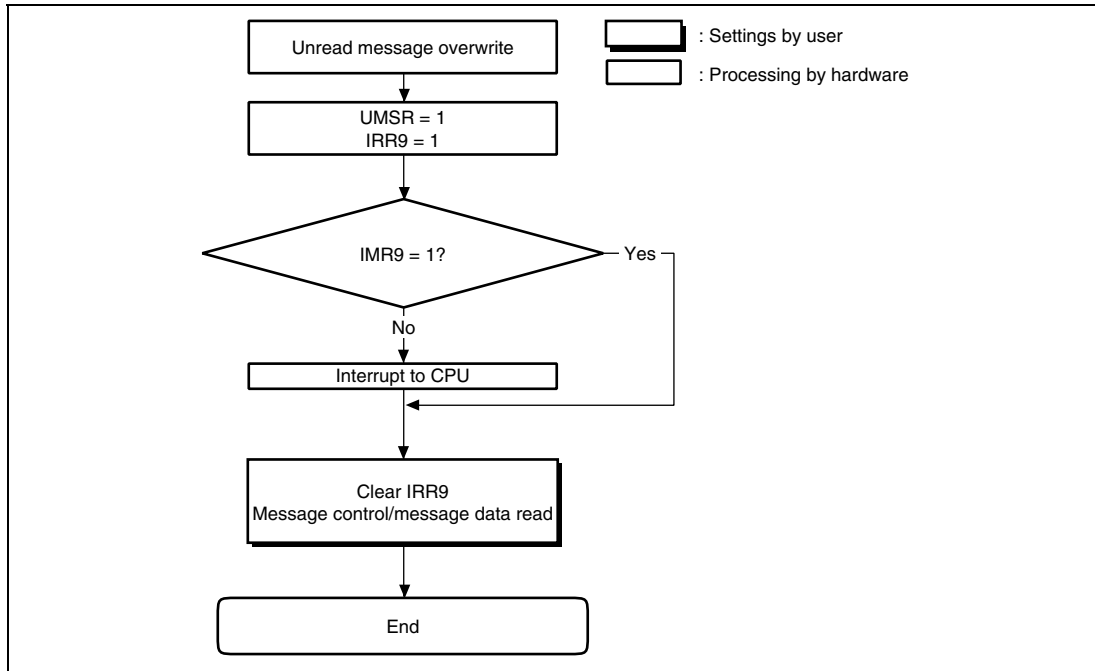 Unread message overwrite
: Settings by user
: Processing by hardware
UMSR = 1
IRR9 = 1
IMR9 = 1?
Yes
No
Interrupt to CPU
Clear IRR9
Message control/message data read
End